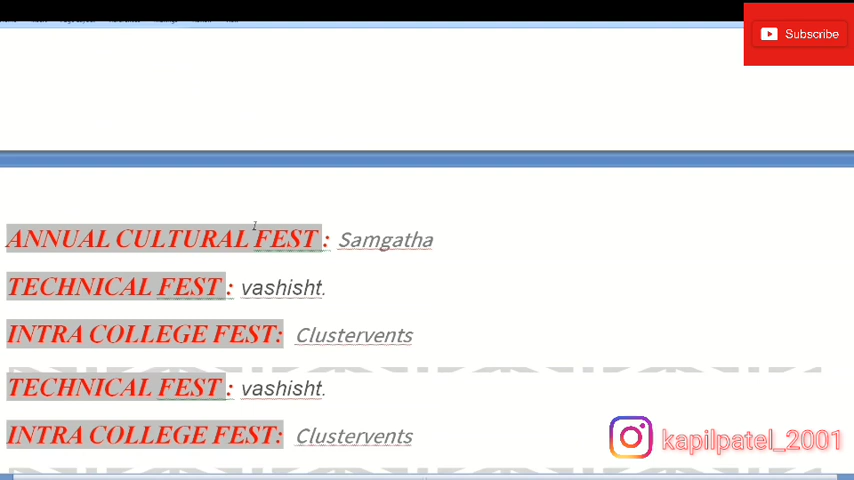 Subscribe
ANNUAL CULTURAL FEST : Samgatha
TECHNICAL FEST : vashisht.
INTRA COLLEGE FEST: Clustervents
TECHNICAL FEST : vashisht.
INTRA COLLEGE FEST: Clustervents
kapilpatel_2001